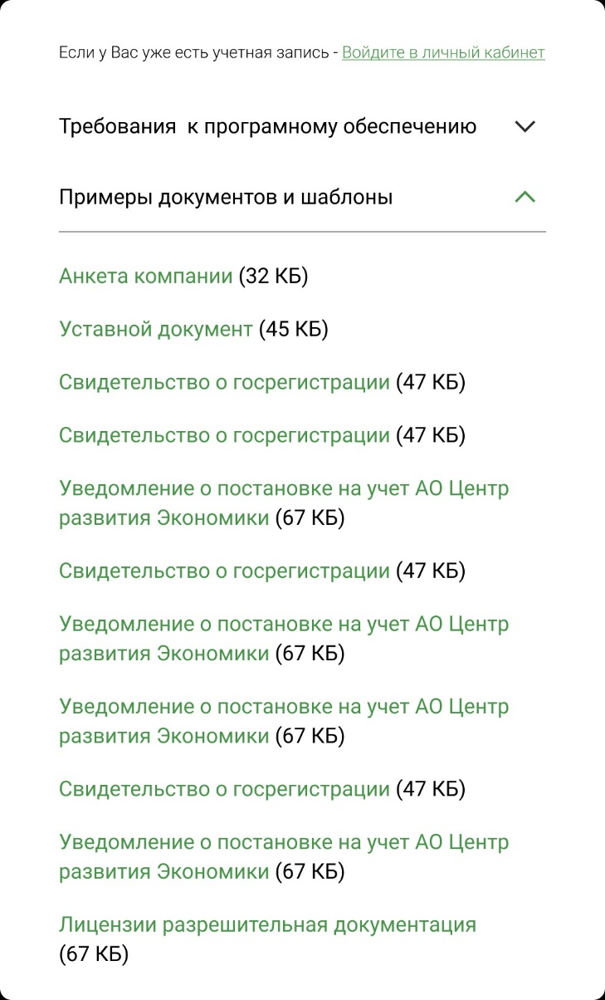 Если у Вас уже есть учетная запись - Войдите в личный кабинет
Требования  к програмному обеспечению
Примеры документов и шаблоны
Анкета компании (32 КБ)
Уставной документ (45 КБ)
Свидетельство о госрегистрации (47 КБ)
Свидетельство о госрегистрации (47 КБ)
Уведомление о постановке на учет АО Центр
развития Экономики (67 КБ)
Свидетельство о госрегистрации (47 КБ)
Уведомление о постановке на учет АО Центр
развития Экономики (67 КБ)
Уведомление о постановке на учет АО Центр
развития Экономики (67 КБ)
Свидетельство о госрегистрации (47 КБ)
Уведомление о постановке на учет АО Центр
развития Экономики (67 КБ)
Лицензии разрешительная документация
(67 КБ)